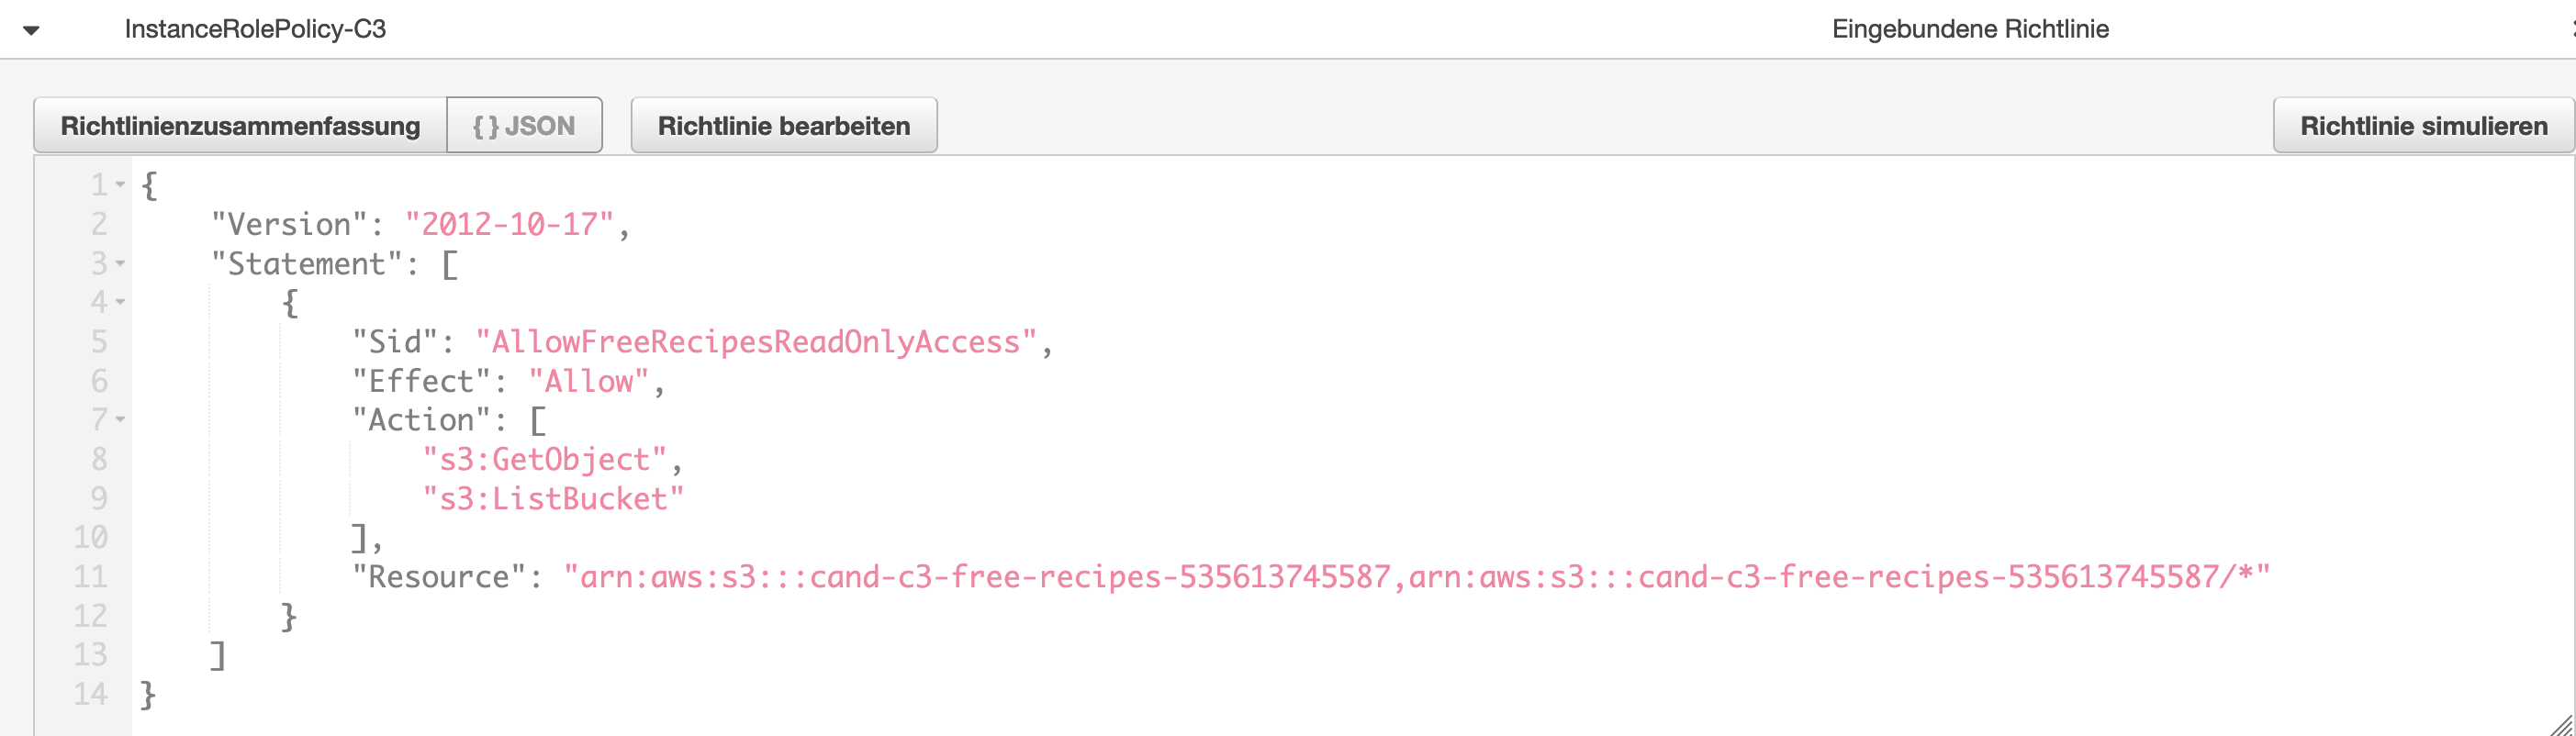 InstanceRolePolicy-C3 Eingebundene Richtlinie
Richtlinienzusammenfassung {} JSON Richtlinie bearbeiten Richtlinie simulieren
1 {
2 "Version": "2012-10-17",
3 "Statement": [
4 {
5 "Sid": "AllowFreeRecipesReadOnlyAccess",
6 "Effect": "Allow",
7 "Action": [
8 "s3:GetObject",
9 "s3:ListBucket"
10 ],
11 "Resource": "arn:aws:s3:::cand-c3-free-recipes-535613745587,arn:aws:s3:::cand-c3-free-recipes-535613745587/*"
12 }
13 ]
14 }